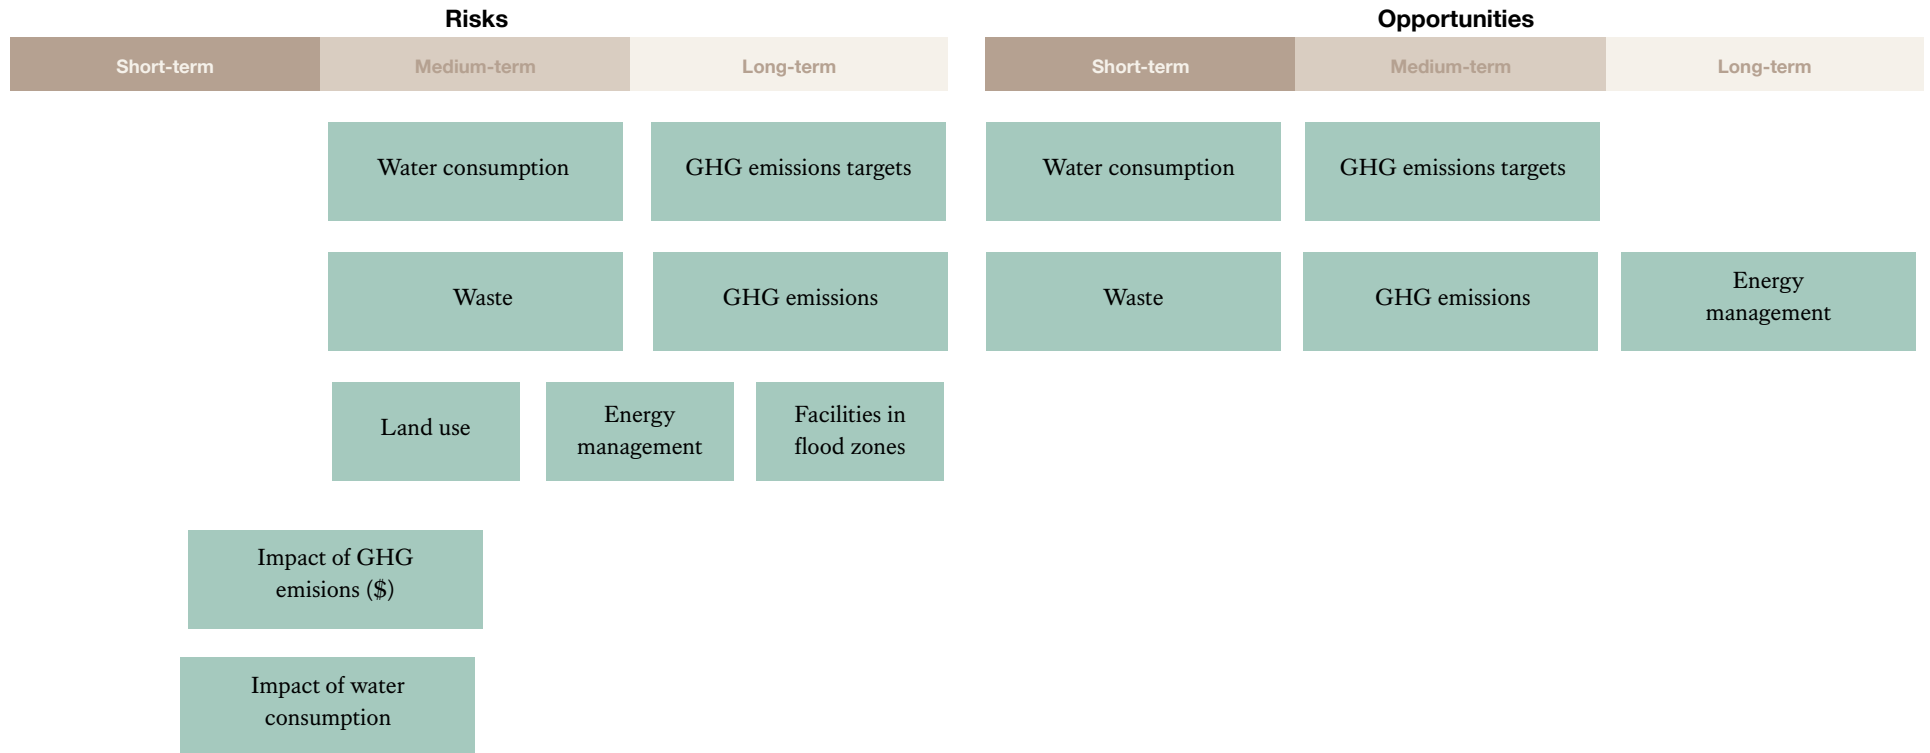 Risks
Opportunities
Short-term
Medium-term
Long-term
Short-term
Medium-term
Long-term
Water consumption
GHG emissions targets
Water consumption
GHG emissions targets
Waste
GHG emissions
Waste
GHG emissions
Energy
management
Land use
Energy
management
Facilities in
flood zones
Impact of GHG
emisions ($)
Impact of water
consumption